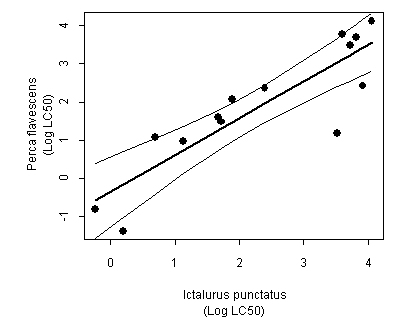 Perca flavescens
(Log LC50)
4
3
2
1
0
-1
0
1
2
3
4
Ictalurus punctatus
(Log LC50)